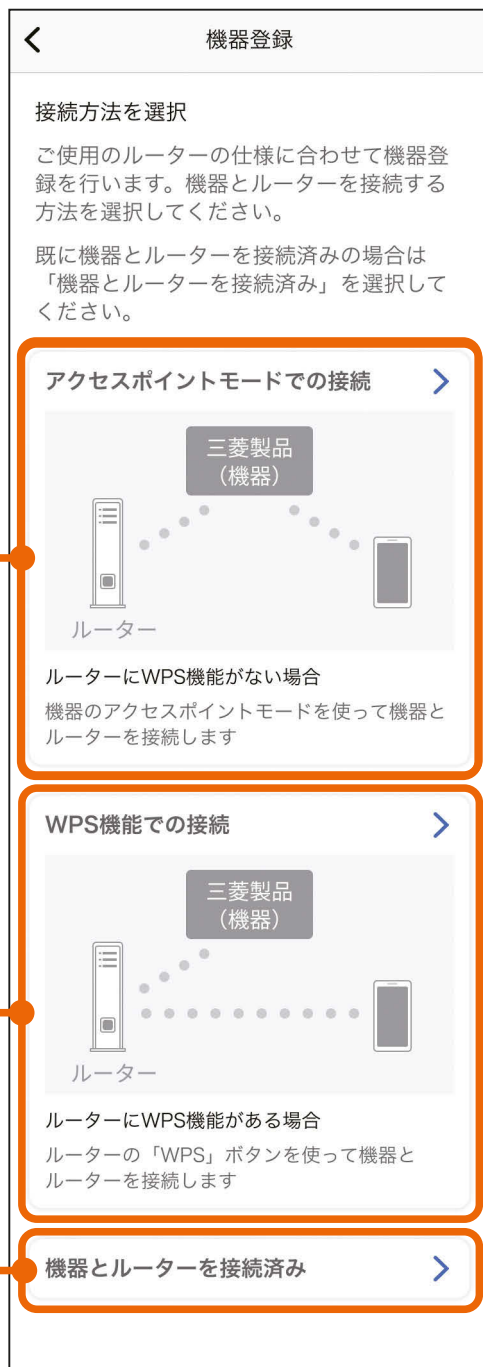 機器登録
接続方法を選択
ご使用のルーターの仕様に合わせて機器登
録を行います。機器とルーターを接続する
方法を選択してください。
既に機器とルーターを接続済みの場合は
「機器とルーターを接続済み」を選択して
ください。
アクセスポイントモードでの接続
三菱製品
（機器）
ルーター
ルーターにWPS機能がない場合
機器のアクセスポイントモードを使って機器と
ルーターを接続します
WPS機能での接続
三菱製品
（機器）
ルーター
ルーターにWPS機能がある場合
ルーターの「WPS」ボタンを使って機器と
ルーターを接続します
機器とルーターを接続済み